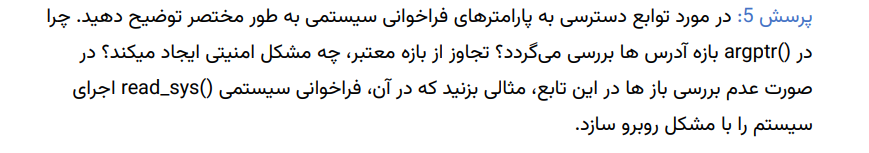 پرسش 5: در مورد توابع دسترسی به پارامترهای فراخوانی سیستمی به طور مختصر توضیح دهید. چرا
در argptr() بازه آدرس ها بررسی می‌گردد؟ تجاوز از بازه معتبر، چه مشکل امنیتی ایجاد میکند؟ در
صورت عدم بررسی باز ها در این تابع، مثالی بزنید که در آن، فراخوانی سیستمی read_sys() اجرای
سیستم را با مشکل روبرو سازد.